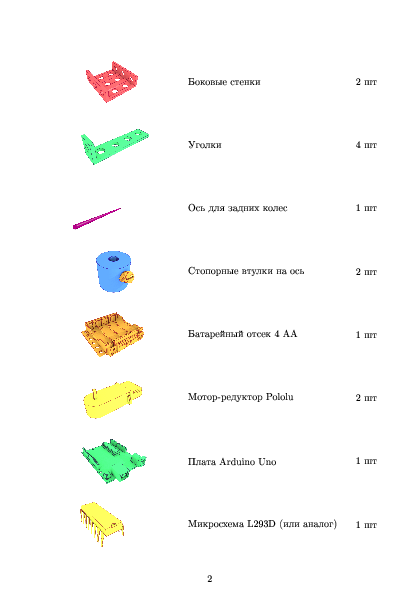 Боковые стенки 2 шт
Уголки 4 шт
Ось для задних колес 1 шт
Стопорные втулки на ось 2 шт
Батарейный отсек 4 АА 1 шт
Мотор-редуктор Pololu 2 шт
Плата Arduino Uno 1 шт
Микросхема L293D (или аналог) 1 шт
2